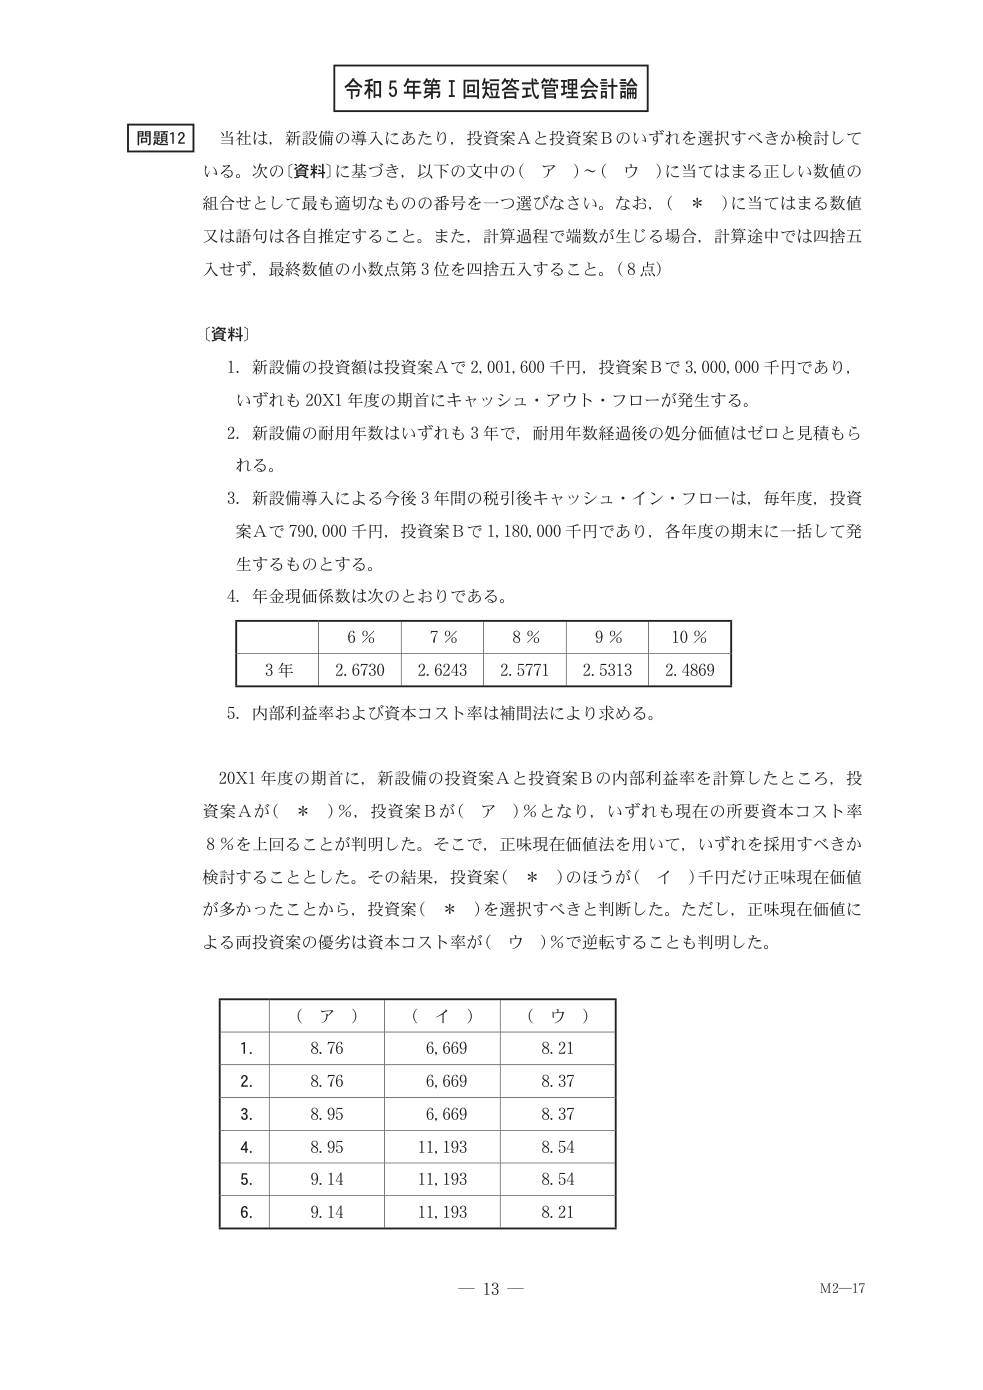 令和5年第Ⅰ回短答式管理会計論
問題12　当社は，新設備の導入にあたり，投資案Aと投資案Bのいずれを選択すべきか検討して
いる。次の〔資料〕に基づき，以下の文中の(　ア　)～(　ウ　)に当てはまる正しい数値の
組合せとして最も適切なものの番号を一つ選びなさい。なお，(　＊　)に当てはまる数値
又は語句は各自推定すること。また，計算過程で端数が生じる場合，計算途中では四捨五
入せず，最終数値の小数点第3位を四捨五入すること。（8点）
〔資料〕
1．新設備の投資額は投資案Aで2,001,600千円，投資案Bで3,000,000千円であり，
いずれも20X1年度の期首にキャッシュ・アウト・フローが発生する。
2．新設備の耐用年数はいずれも3年で，耐用年数経過後の処分価値はゼロと見積もら
れる。
3．新設備導入による今後3年間の税引後キャッシュ・イン・フローは，毎年度，投資
案Aで790,000千円，投資案Bで1,180,000千円であり，各年度の期末に一括して発
生するものとする。
4．年金現価係数は次のとおりである。
6％ 7％ 8％ 9％ 10％
3年 2.6730 2.6243 2.5771 2.5313 2.4869
5．内部利益率および資本コスト率は補間法により求める。
20X1年度の期首に，新設備の投資案Aと投資案Bの内部利益率を計算したところ，投
資案Aが(　＊　)％，投資案Bが(　ア　)％となり，いずれも現在の所要資本コスト率
8％を上回ることが判明した。そこで，正味現在価値法を用いて，いずれを採用すべきか
検討することとした。その結果，投資案(　＊　)のほうが(　イ　)千円だけ正味現在価値
が多かったことから，投資案(　＊　)を選択すべきと判断した。ただし，正味現在価値に
よる両投資案の優劣は資本コスト率が(　ウ　)％で逆転することも判明した。
(　ア　) (　イ　) (　ウ　)
1. 8.76 6,669 8.21
2. 8.76 6,669 8.37
3. 8.95 6,669 8.37
4. 8.95 11,193 8.54
5. 9.14 11,193 8.54
6. 9.14 11,193 8.21
― 13 ―
M2―17